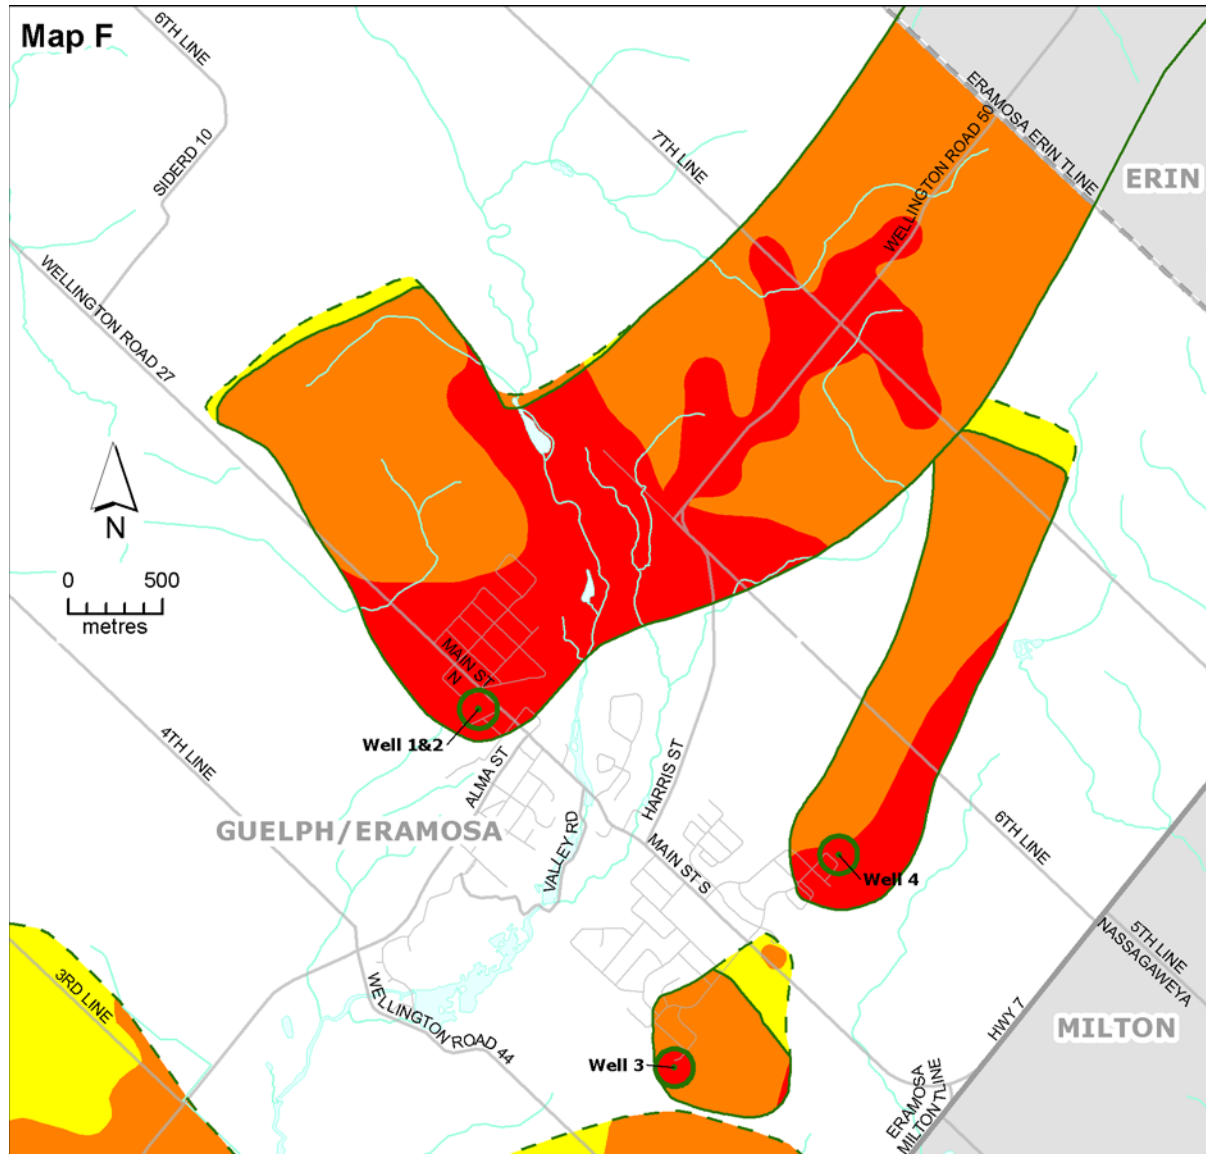 Map F
6TH LINE
SIDERD 10
7TH LINE
WELLINGTON ROAD 50
ERAMOSA ERIN TLINE
ERIN
WELLINGTON ROAD 27
N
0 500
metres
MAIN ST
N
Well 1&2
4TH LINE
ALMA ST
HARRIS ST
GUELPH/ERAMOSA
VALLEY RD
MAIN ST S
Well 4
6TH LINE
5TH LINE
NASSAGAWEYA
3RD LINE
WELLINGTON ROAD 44
HWY 7
MILTON
Well 3
ERAMOSA
MILTON TLINE